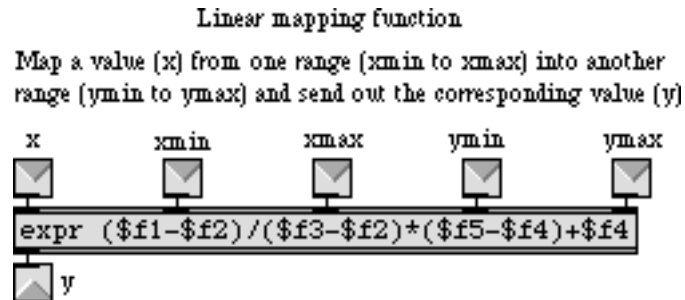 Linear mapping function
Map a value (x) from one range (xmin to xmax) into another
range (ymin to ymax) and send out the corresponding value (y)
x xmin xmax ymin ymax
expr ($f1-$f2)/($f3-$f2)*($f5-$f4)+$f4
y